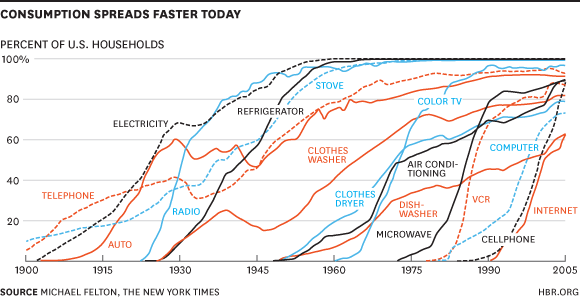 CONSUMPTION SPREADS FASTER TODAY
PERCENT OF U.S. HOUSEHOLDS
100%
80
60
40
20
STOVE
COLOR TV
REFRIGERATOR
ELECTRICITY
CLOTHES
WASHER
COMPUTER
AIR CONDI-
TIONING
TELEPHONE
CLOTHES
DRYER
VCR
DISH-
WASHER
RADIO
INTERNET
MICROWAVE
CELLPHONE
AUTO
1900 1915 1930 1945 1960 1975 1990 2005
SOURCE MICHAEL FELTON, THE NEW YORK TIMES
HBR.ORG